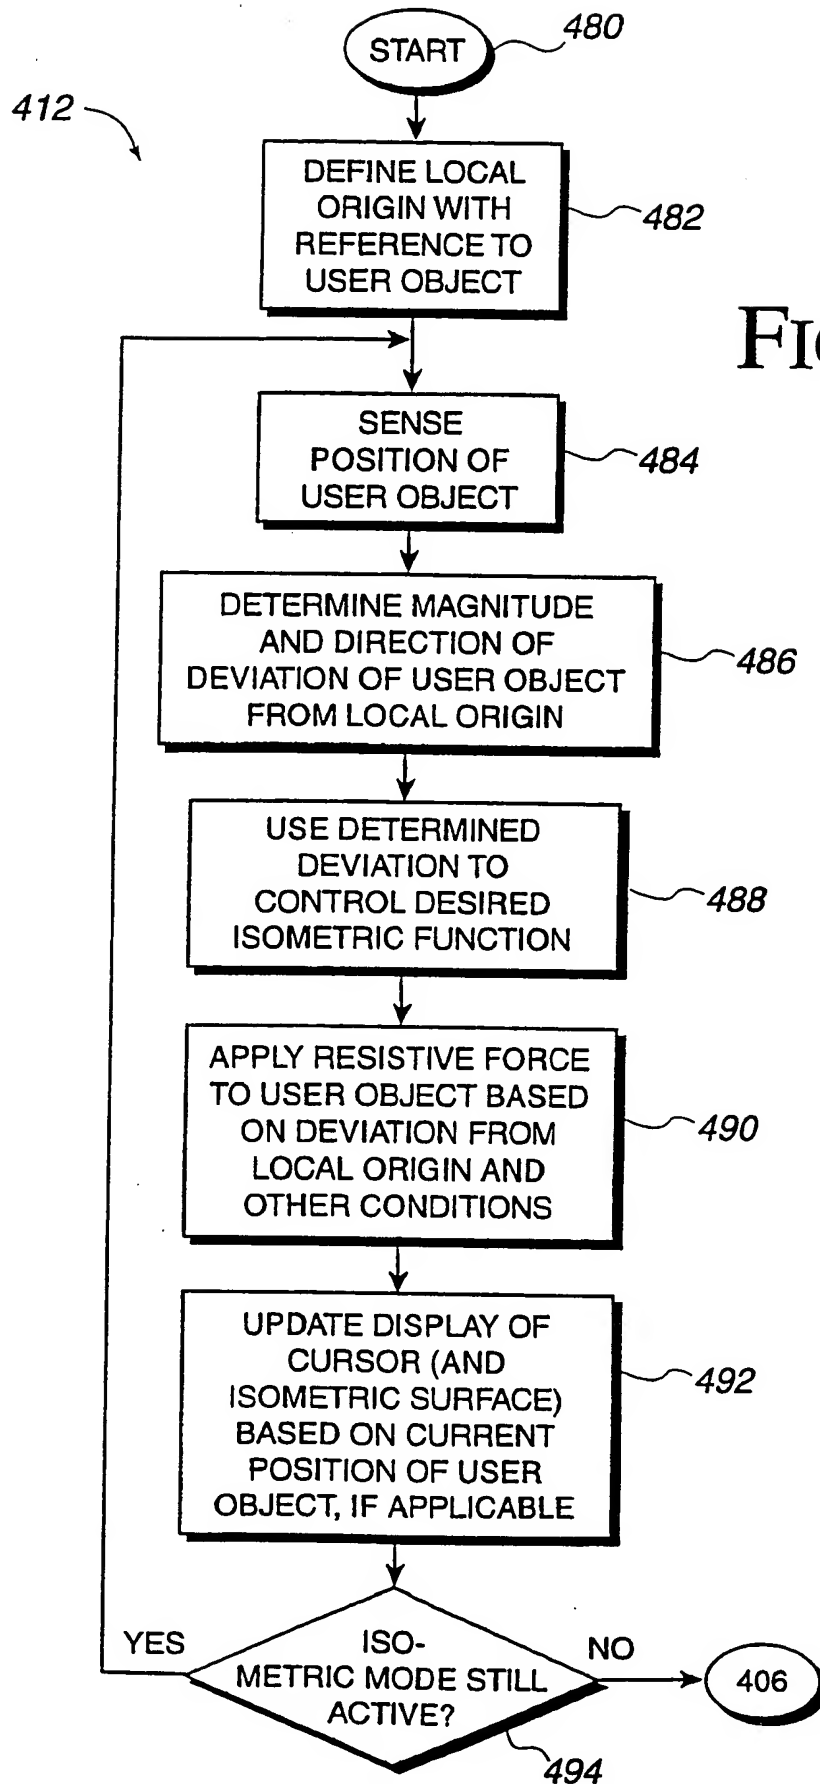 START
480
412
DEFINE LOCAL
ORIGIN WITH
REFERENCE TO
USER OBJECT
482
SENSE
POSITION OF
USER OBJECT
484
DETERMINE MAGNITUDE
AND DIRECTION OF
DEVIATION OF USER OBJECT
FROM LOCAL ORIGIN
486
USE DETERMINED
DEVIATION TO
CONTROL DESIRED
ISOMETRIC FUNCTION
488
APPLY RESISTIVE FORCE
TO USER OBJECT BASED
ON DEVIATION FROM
LOCAL ORIGIN AND
OTHER CONDITIONS
490
UPDATE DISPLAY OF
CURSOR (AND
ISOMETRIC SURFACE)
BASED ON CURRENT
POSITION OF USER
OBJECT, IF APPLICABLE
492
YES
ISO-
METRIC MODE STILL
ACTIVE?
NO
406
494